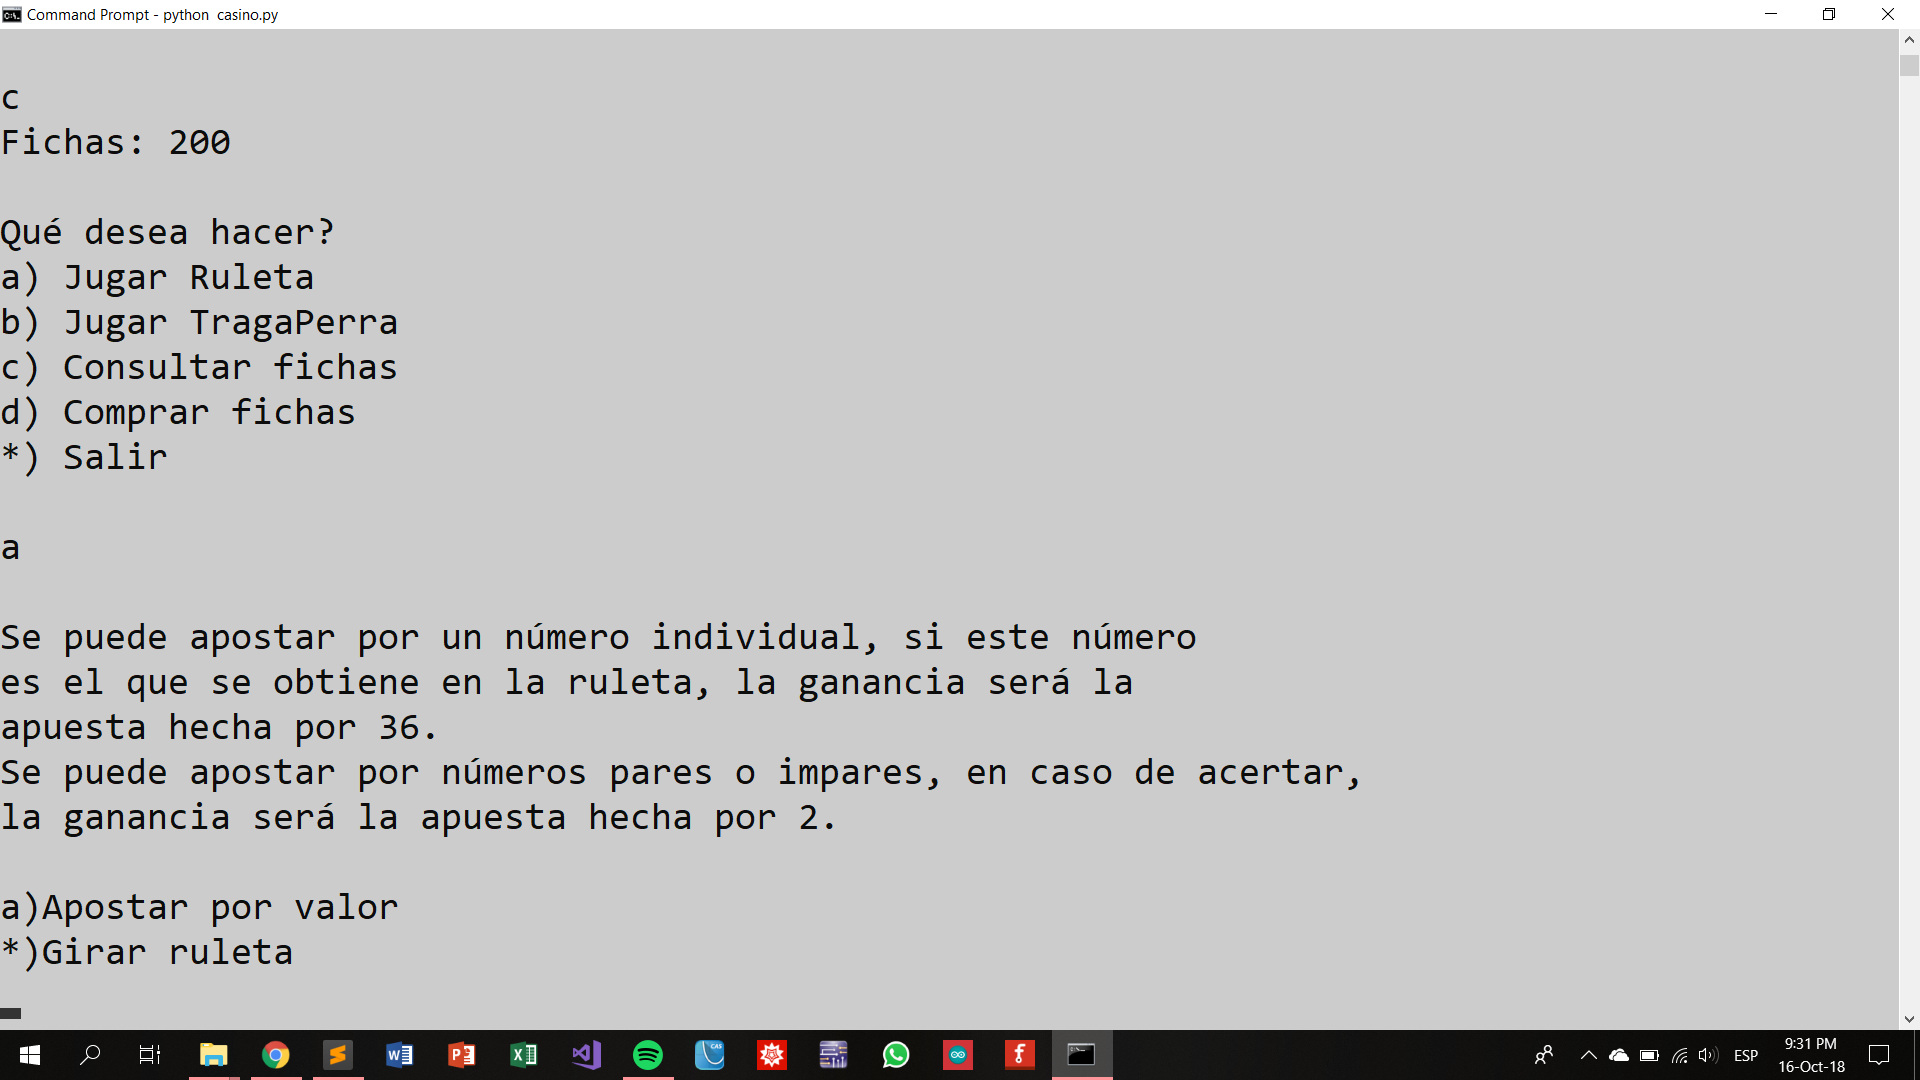 Command Prompt - python  casino.py
c
Fichas: 200
Qué desea hacer?
a) Jugar Ruleta
b) Jugar TragaPerra
c) Consultar fichas
d) Comprar fichas
*) Salir
a
Se puede apostar por un número individual, si este número
es el que se obtiene en la ruleta, la ganancia será la
apuesta hecha por 36.
Se puede apostar por números pares o impares, en caso de acertar,
la ganancia será la apuesta hecha por 2.
a)Apostar por valor
*)Girar ruleta
ESP
9:31 PM
16-Oct-18